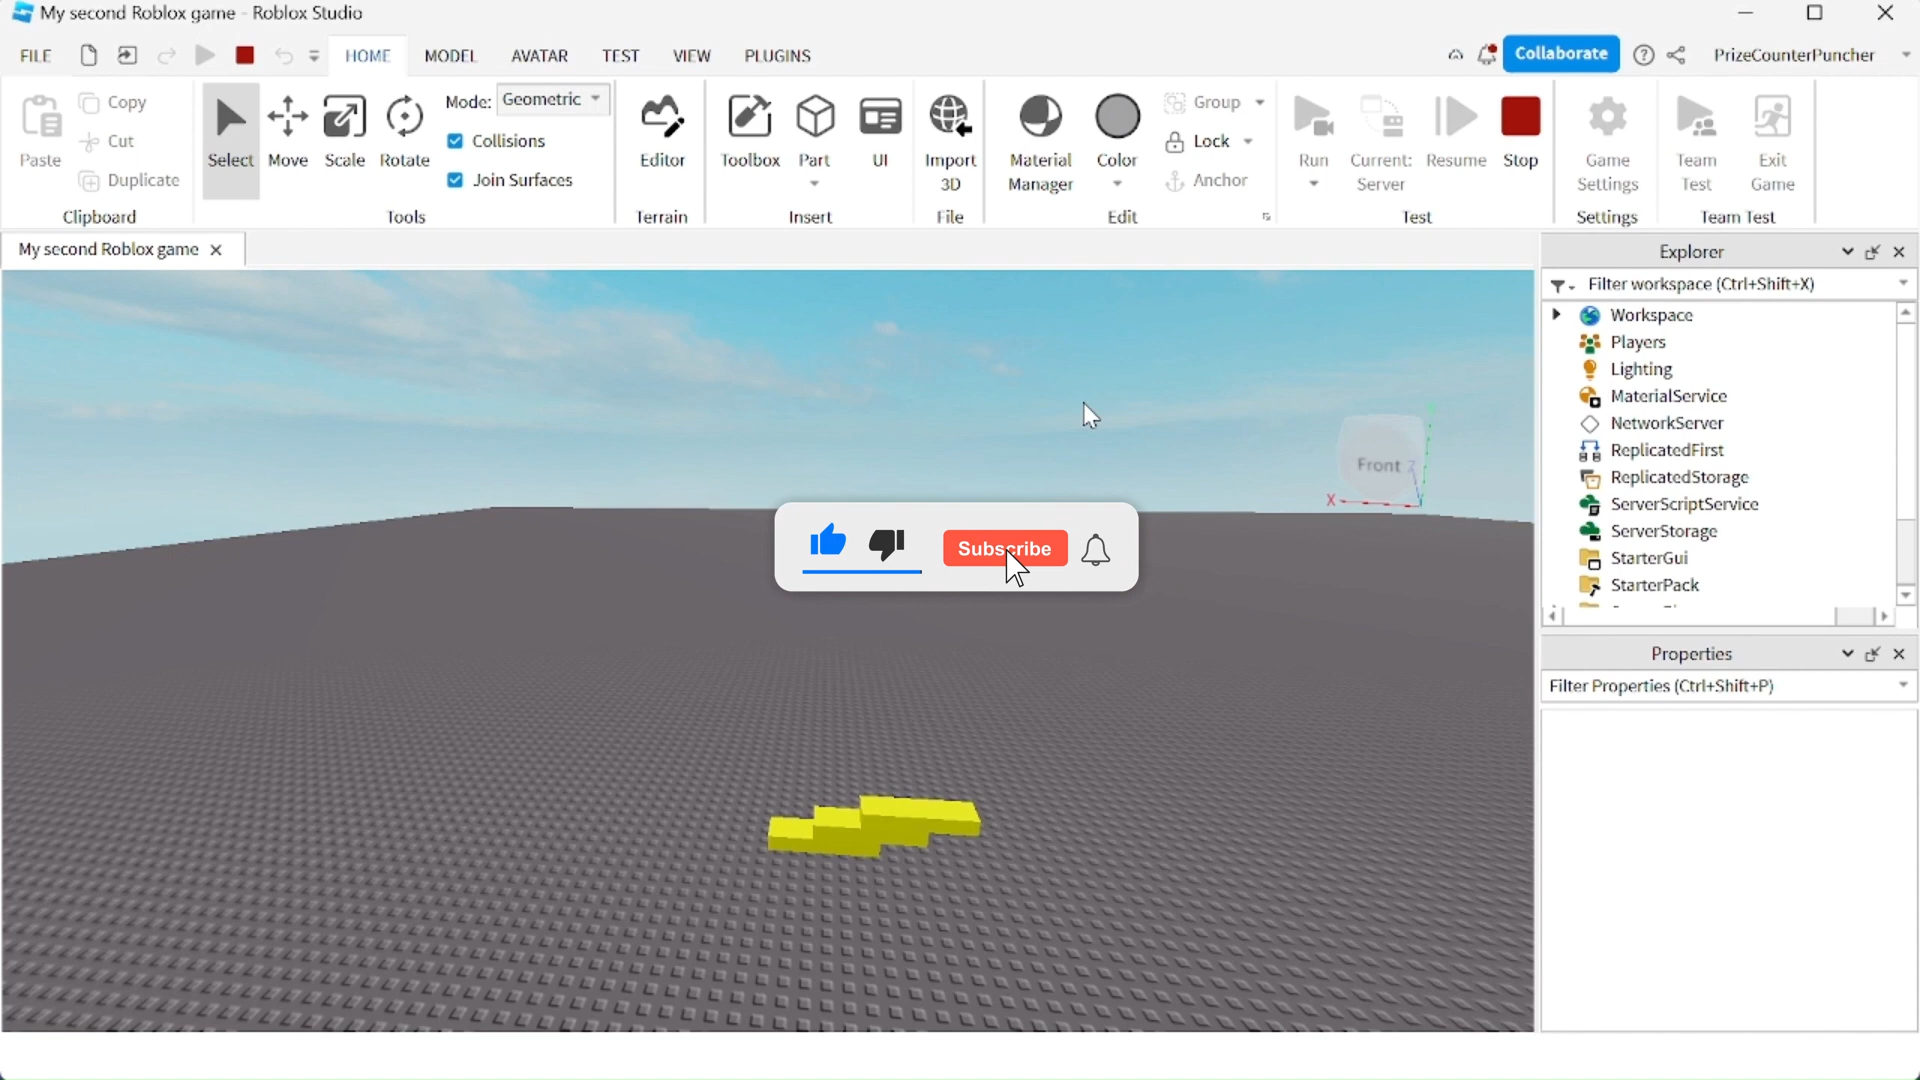 My second Roblox game - Roblox Studio
FILE
HOME
MODEL
AVATAR
TEST
VIEW
PLUGINS
Collaborate
PrizeCounterPuncher
Paste
Copy
Cut
Duplicate
Clipboard
Select
Move
Scale
Rotate
Mode: Geometric
Collisions
Join Surfaces
Tools
Editor
Terrain
Toolbox
Part
UI
Insert
Import
3D
File
Material
Manager
Color
Group
Lock
Anchor
Edit
Run
Current:
Server
Resume
Stop
Test
Game
Settings
Settings
Team
Test
Exit
Game
Team Test
My second Roblox game
Front
Z
X
Subscribe
Explorer
Filter workspace (Ctrl+Shift+X)
Workspace
Players
Lighting
MaterialService
NetworkServer
ReplicatedFirst
ReplicatedStorage
ServerScriptService
ServerStorage
StarterGui
StarterPack
Properties
Filter Properties (Ctrl+Shift+P)